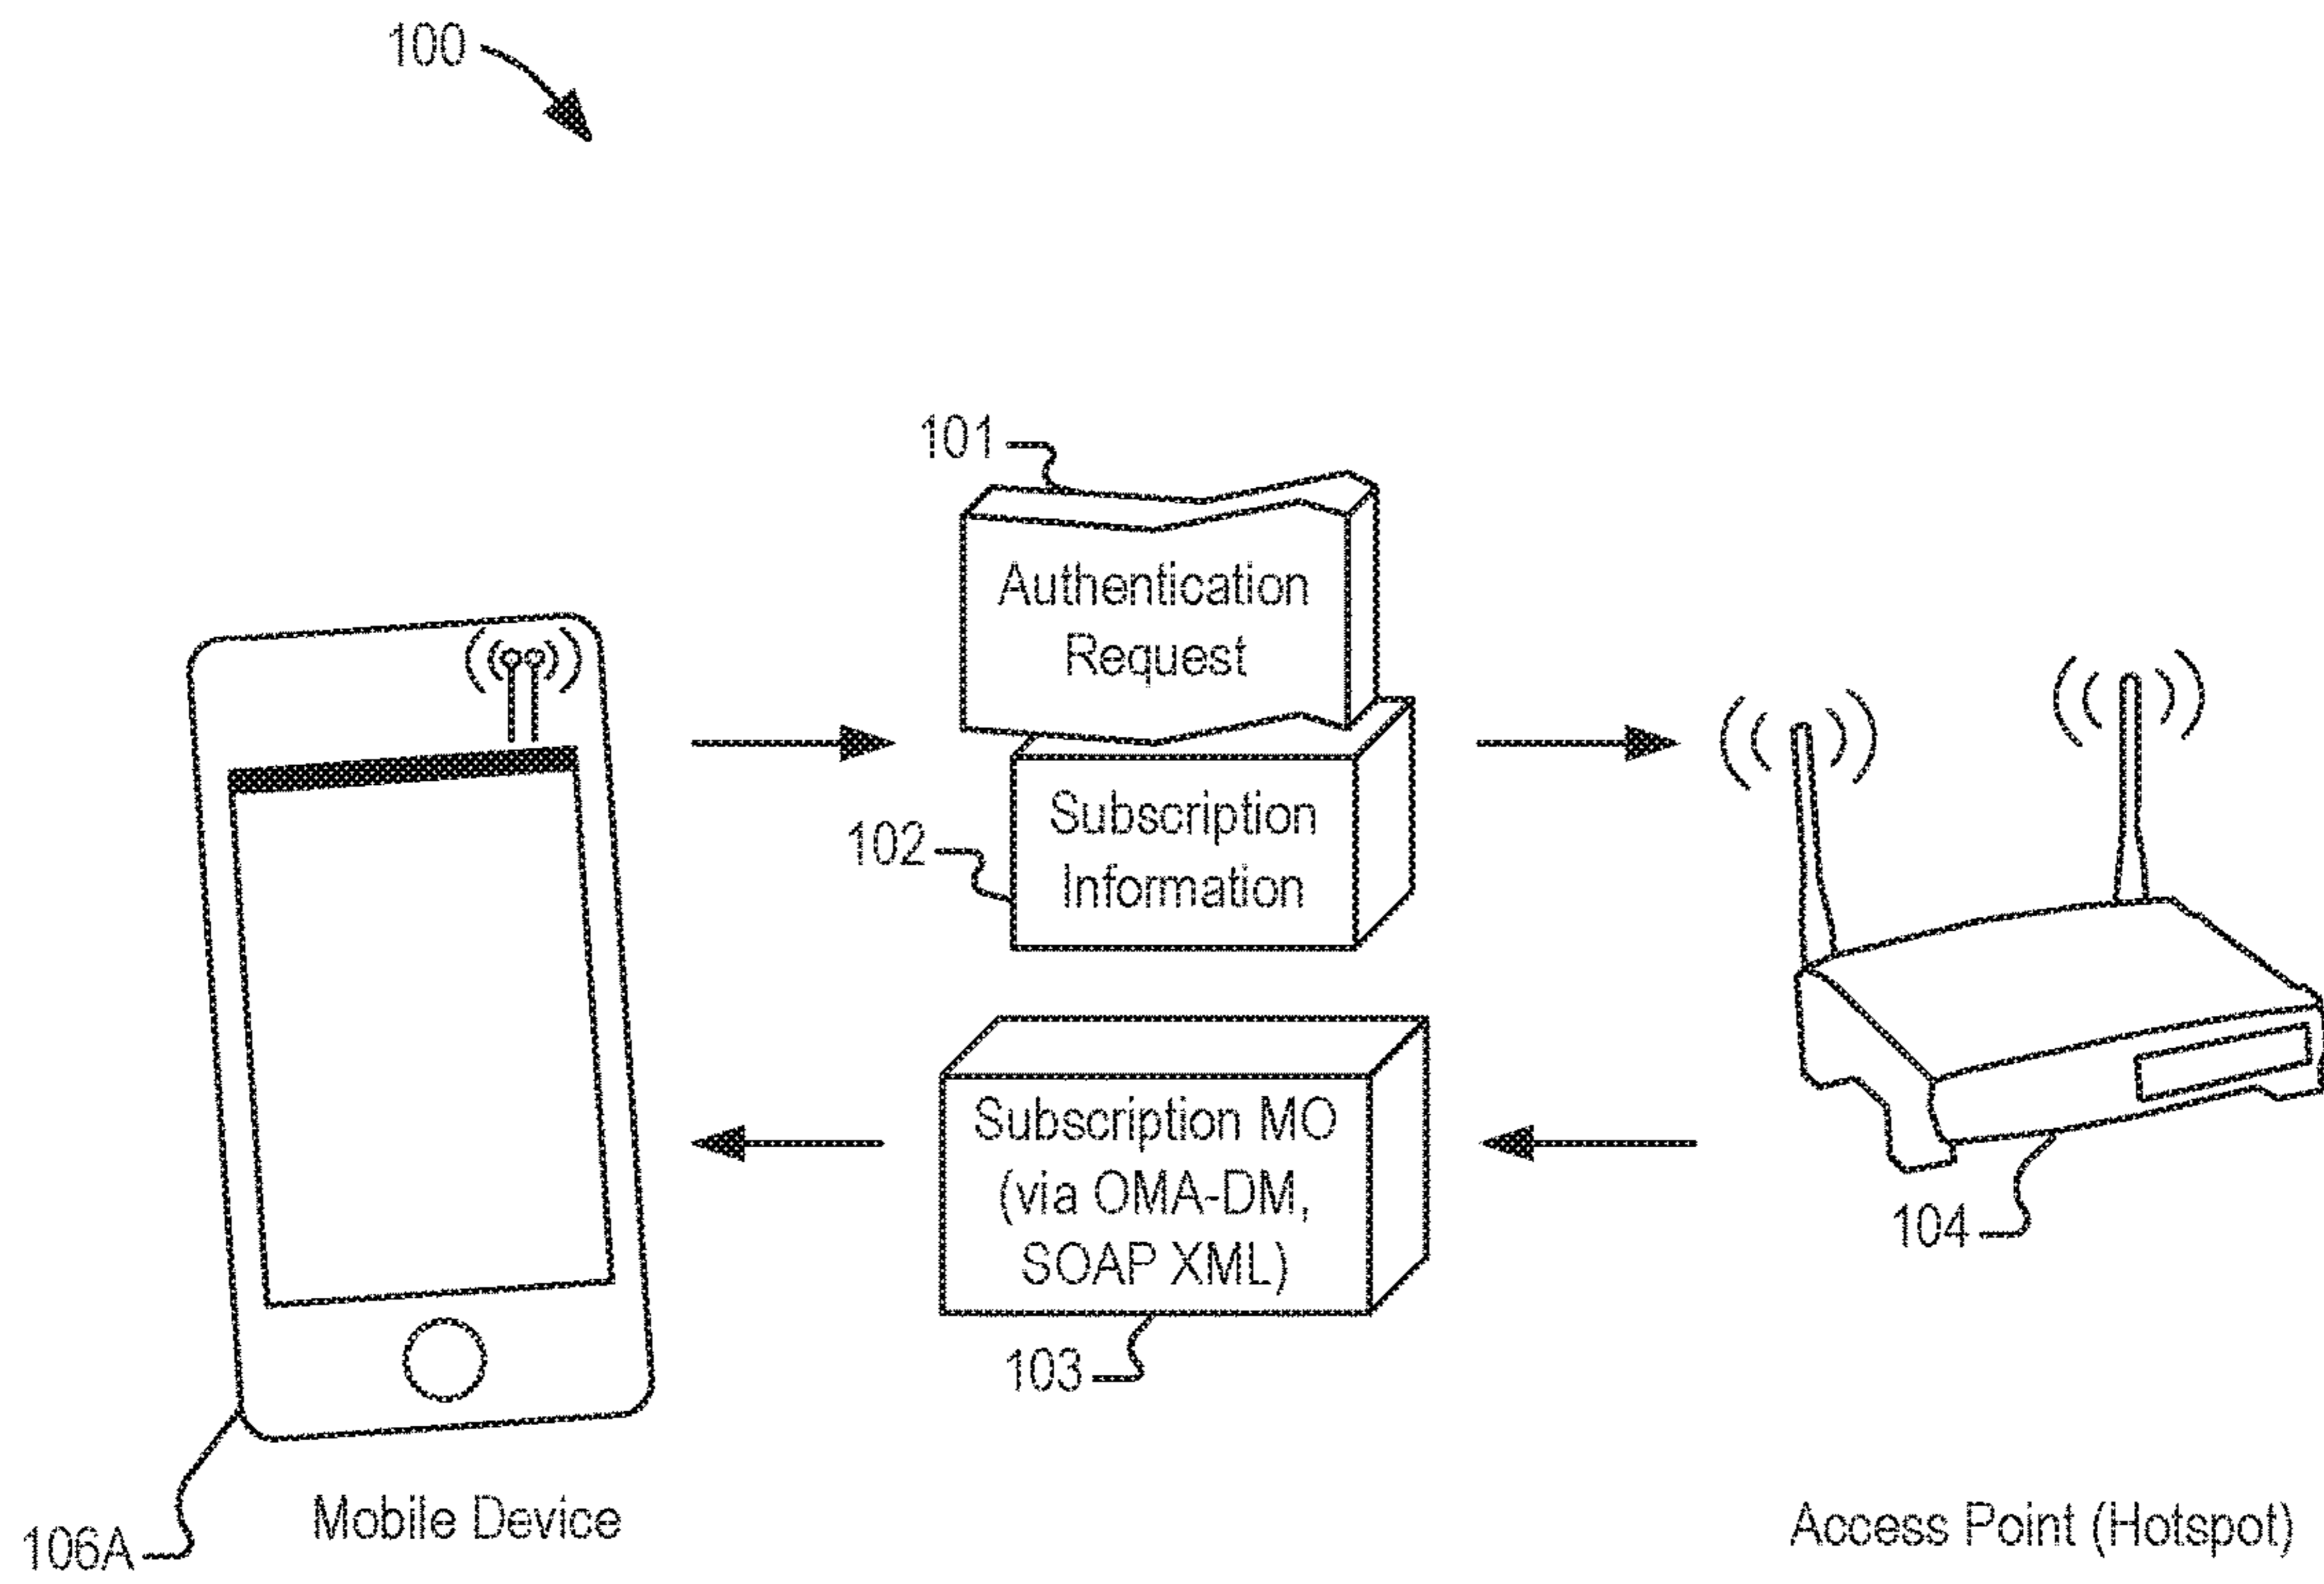 100
101
Authentication
Request
102
Subscription
Information
Subscription MO
(via OMA-DM,
SOAP XML)
103
104
106A
Mobile Device
Access Point (Hotspot)